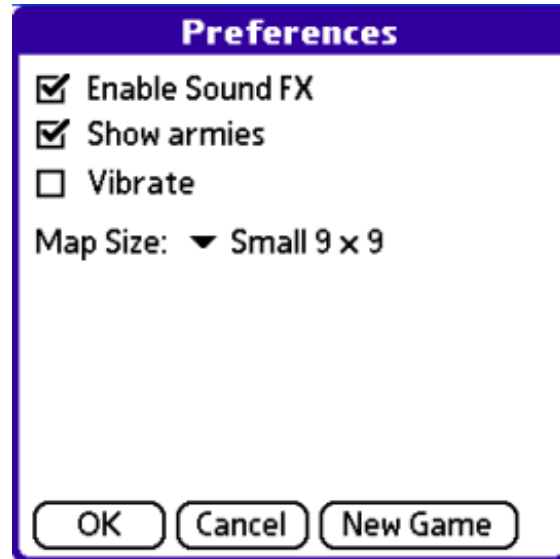 Preferences
Enable Sound FX
Show armies
Vibrate
Map Size: Small 9 x 9
OK Cancel New Game